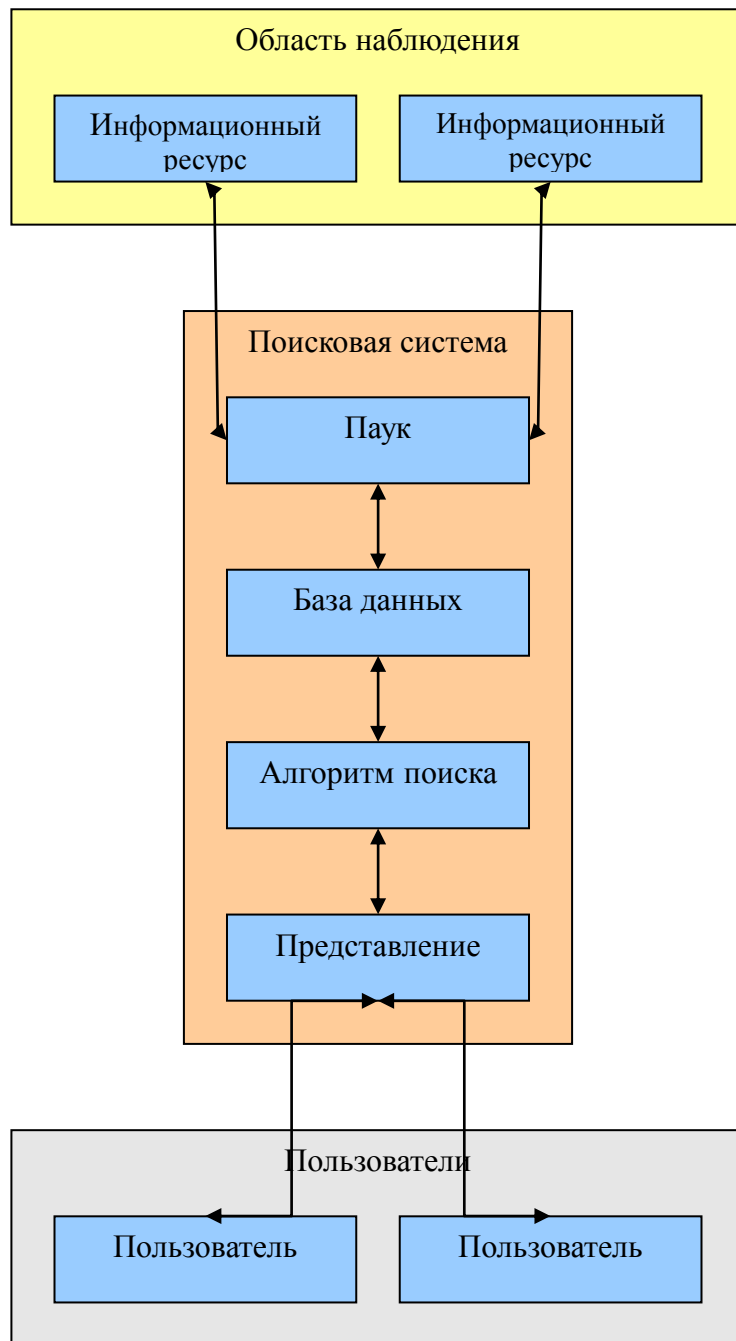 Область наблюдения
Информационный
ресурс
Информационный
ресурс
Поисковая система
Паук
База данных
Алгоритм поиска
Представление
Пользователи
Пользователь
Пользователь